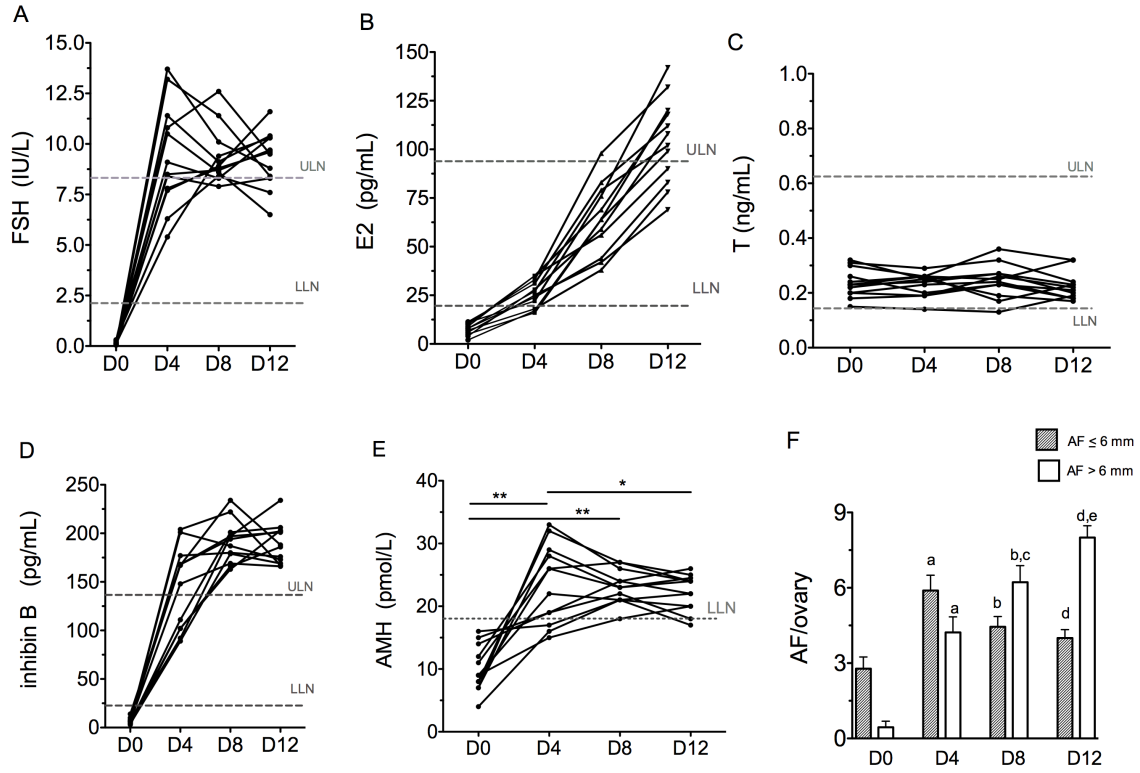 A
FSH (IU/L)
15.0
12.5
10.0
7.5
5.0
2.5
0.0
ULN
LLN
D0 D4 D8 D12
B
E2 (pg/mL)
150
125
100
75
50
25
0
ULN
LLN
D0 D4 D8 D12
C
T (ng/mL)
1.0
0.8
0.6
0.4
0.2
0.0
ULN
LLN
D0 D4 D8 D12
D
inhibin B (pg/mL)
250
200
150
100
50
0
ULN
LLN
D0 D4 D8 D12
E
AMH (pmol/L)
40
30
20
10
0
** *
**
LLN
D0 D4 D8 D12
F
AF ≤ 6 mm
AF > 6 mm
AF/ovary
9
6
3
0
a a b b,c d d,e
D0 D4 D8 D12